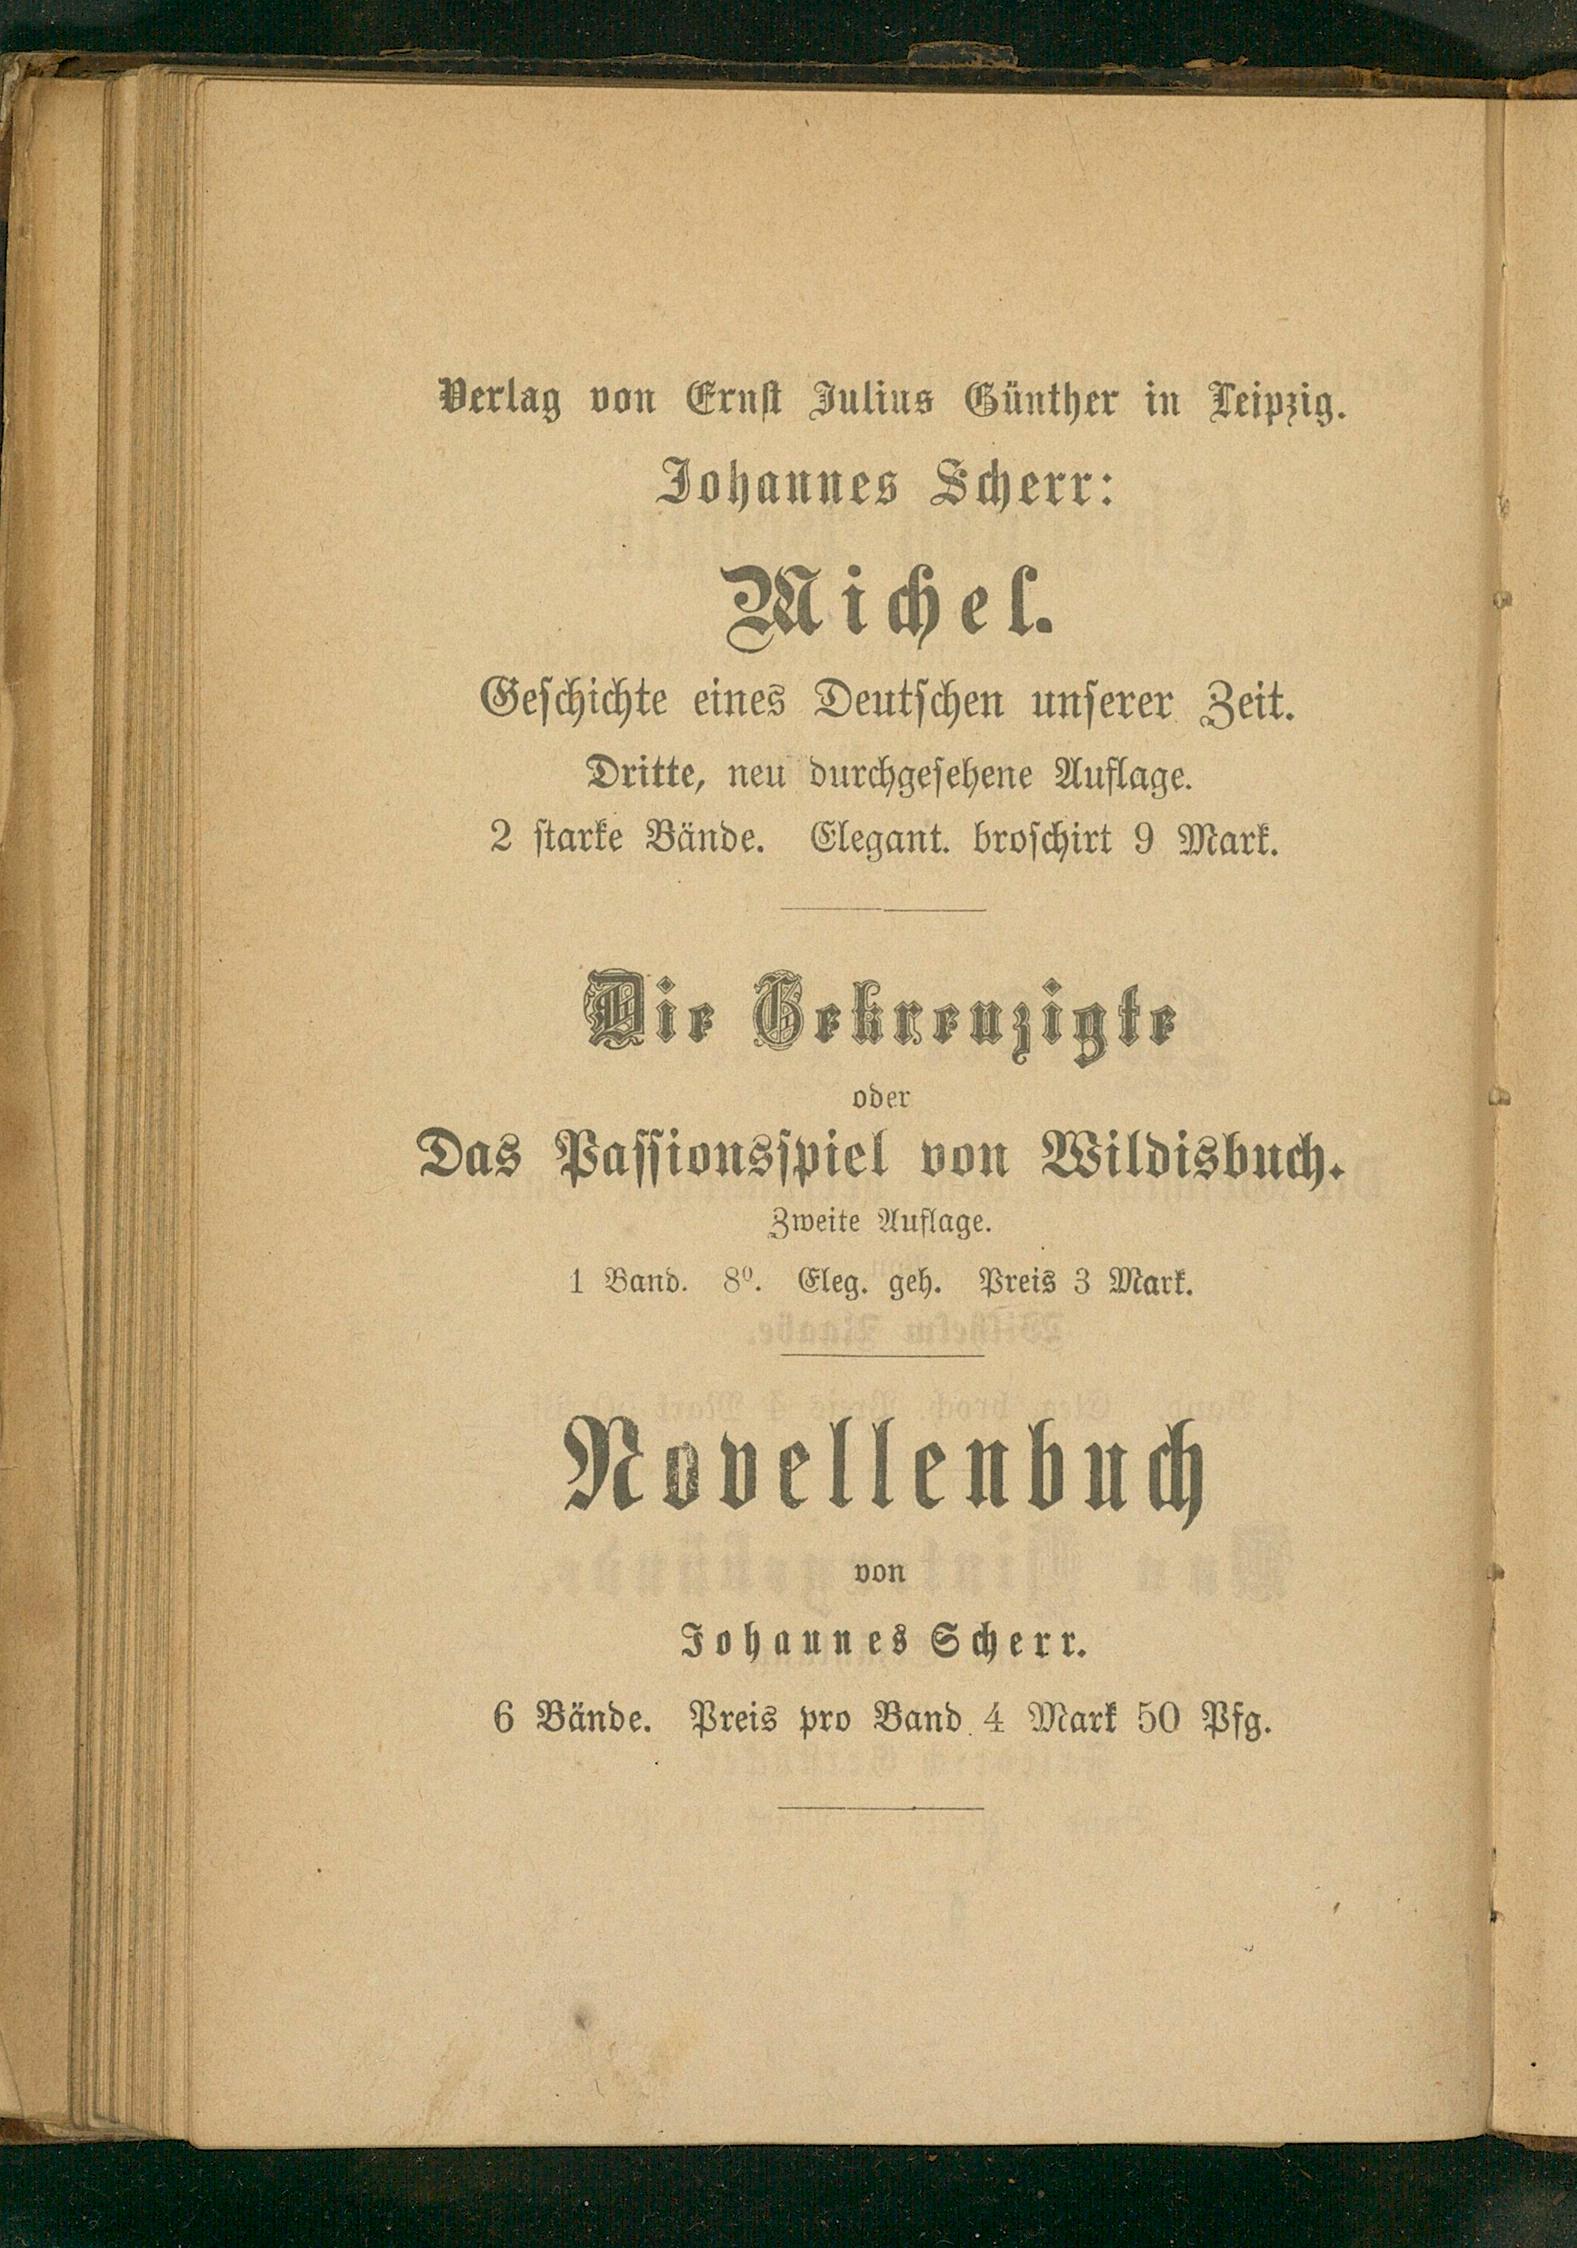 Verlag von Ernst Julius Günther in Leipzig.
Johannes Scherr:
Michel.
Geschichte eines Deutschen unserer Zeit.
Dritte, neu durchgesehene Auflage.
2 starke Bände. Elegant. broschirt 9 Mark.
Die Gekreuzigte
oder
Das Passionsspiel von Wildisbuch.
Zweite Auflage.
1 Band. 8⁰. Eleg. geh. Preis 3 Mark.
Novellenbuch
von
Johannes Scherr.
6 Bände. Preis pro Band 4 Mark 50 Pfg.